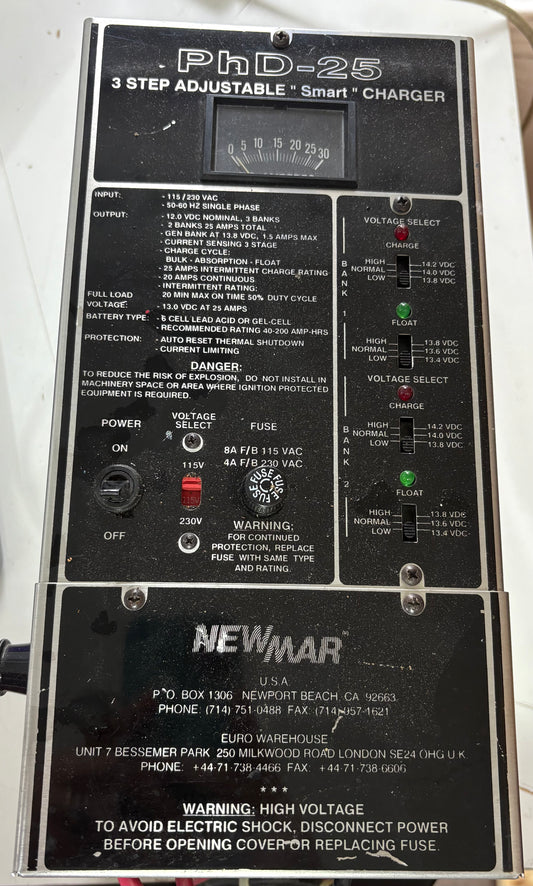 PhD-25
3 STEP ADJUSTABLE " Smart " CHARGER
0 5 10 15 20 25 30
INPUT: - 115/230 VAC
- 50-60 HZ SINGLE PHASE
OUTPUT: - 12.0 VDC NOMINAL, 3 BANKS
- 2 BANKS 25 AMPS TOTAL
- GEN BANK AT 13.8 VDC, 1.5 AMPS MAX
- CURRENT SENSING 3 STAGE
- CHARGE CYCLE:
BULK - ABSORPTION - FLOAT
- 25 AMPS INTERMITTENT CHARGE RATING
- 20 AMPS CONTINUOUS
- INTERMITTENT RATING:
20 MIN MAX ON TIME 50% DUTY CYCLE
FULL LOAD
VOLTAGE: - 13.0 VDC AT 25 AMPS
BATTERY TYPE: - 6 CELL LEAD ACID OR GEL-CELL
- RECOMMENDED RATING 40-200 AMP-HRS
PROTECTION: - AUTO RESET THERMAL SHUTDOWN
- CURRENT LIMITING
DANGER:
TO REDUCE THE RISK OF EXPLOSION, DO NOT INSTALL IN
MACHINERY SPACE OR AREA WHERE IGNITION PROTECTED
EQUIPMENT IS REQUIRED.
POWER
ON
OFF
VOLTAGE
SELECT
115V
115V
230V
FUSE
8A F/B 115 VAC
4A F/B 230 VAC
FUSE FUSE FUSE
WARNING;
FOR CONTINUED
PROTECTION, REPLACE
FUSE WITH SAME TYPE
AND RATING.
BANK 1
VOLTAGE SELECT
CHARGE
HIGH 14.2 VDC
NORMAL 14.0 VDC
LOW 13.8 VDC
FLOAT
HIGH 13.8 VDC
NORMAL 13.6 VDC
LOW 13.4 VDC
BANK 2
VOLTAGE SELECT
CHARGE
HIGH 14.2 VDC
NORMAL 14.0 VDC
LOW 13.8 VDC
FLOAT
HIGH 13.8 VDC
NORMAL 13.6 VDC
LOW 13.4 VDC
NEWMAR
U.S.A.
P.O. BOX 1306 NEWPORT BEACH, CA 92663
PHONE: (714) 751-0488 FAX: (714) 957-1621
EURO WAREHOUSE
UNIT 7 BESSEMER PARK 250 MILKWOOD ROAD LONDON SE24 OHG U.K.
PHONE: +44-71-738-4466 FAX: +44-71-738-6606
* * *
WARNING: HIGH VOLTAGE
TO AVOID ELECTRIC SHOCK, DISCONNECT POWER
BEFORE OPENING COVER OR REPLACING FUSE.